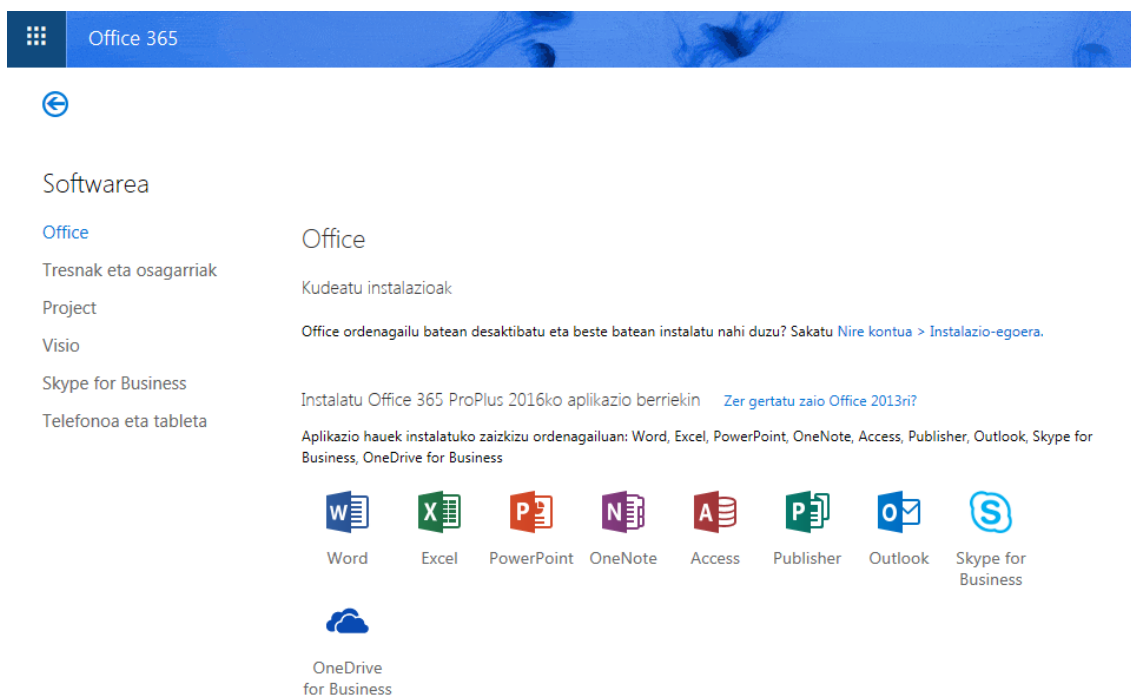 Office 365
Softwarea
Office
Tresnak eta osagarriak
Project
Visio
Skype for Business
Telefonoa eta tableta
Office
Kudeatu instalazioak
Office ordenagailu batean desaktibatu eta beste batean instalatu nahi duzu? Sakatu Nire kontua > Instalazio-egoera.
Instalatu Office 365 ProPlus 2016ko aplikazio berriekin Zer gertatu zaio Office 2013ri?
Aplikazio hauek instalatuko zaizkizu ordenagailuan: Word, Excel, PowerPoint, OneNote, Access, Publisher, Outlook, Skype for
Business, OneDrive for Business
Word Excel PowerPoint OneNote Access Publisher Outlook Skype for
Business
OneDrive
for Business